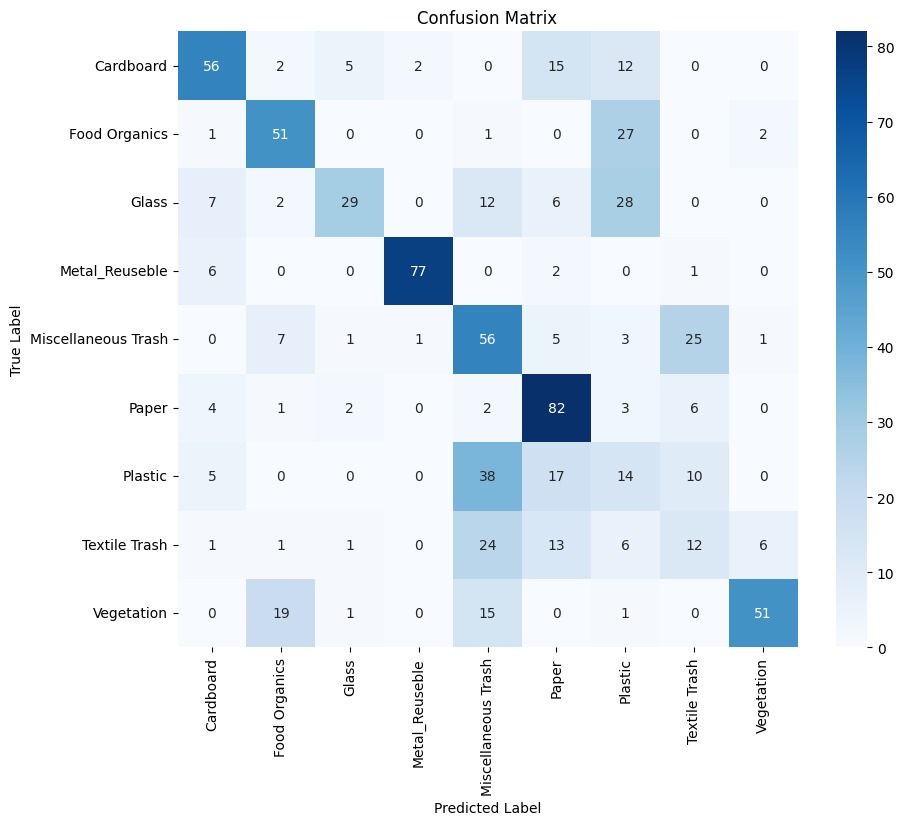 Confusion Matrix
True Label
Cardboard 56 2 5 2 0 15 12 0 0
Food Organics 1 51 0 0 1 0 27 0 2
Glass 7 2 29 0 12 6 28 0 0
Metal_Reuseble 6 0 0 77 0 2 0 1 0
Miscellaneous Trash 0 7 1 1 56 5 3 25 1
Paper 4 1 2 0 2 82 3 6 0
Plastic 5 0 0 0 38 17 14 10 0
Textile Trash 1 1 1 0 24 13 6 12 6
Vegetation 0 19 1 0 15 0 1 0 51
Cardboard
Food Organics
Glass
Metal_Reuseble
Miscellaneous Trash
Paper
Plastic
Textile Trash
Vegetation
Predicted Label
80
70
60
50
40
30
20
10
0